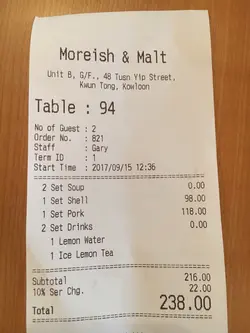 Moreish & Malt
Unit B, G/F., 48 Tusn Yip Street,
Kwun Tong, Kowloon
Table : 94
No of Guest : 2
Order No. : 821
Staff : Gary
Term ID : 1
Start Time : 2017/09/15 12:36
2 Set Soup 0.00
1 Set Shell 98.00
1 Set Pork 118.00
2 Set Drinks 0.00
1 Lemon Water
1 Ice Lemon Tea
Subtotal 216.00
10% Ser Chg. 22.00
Total 238.00